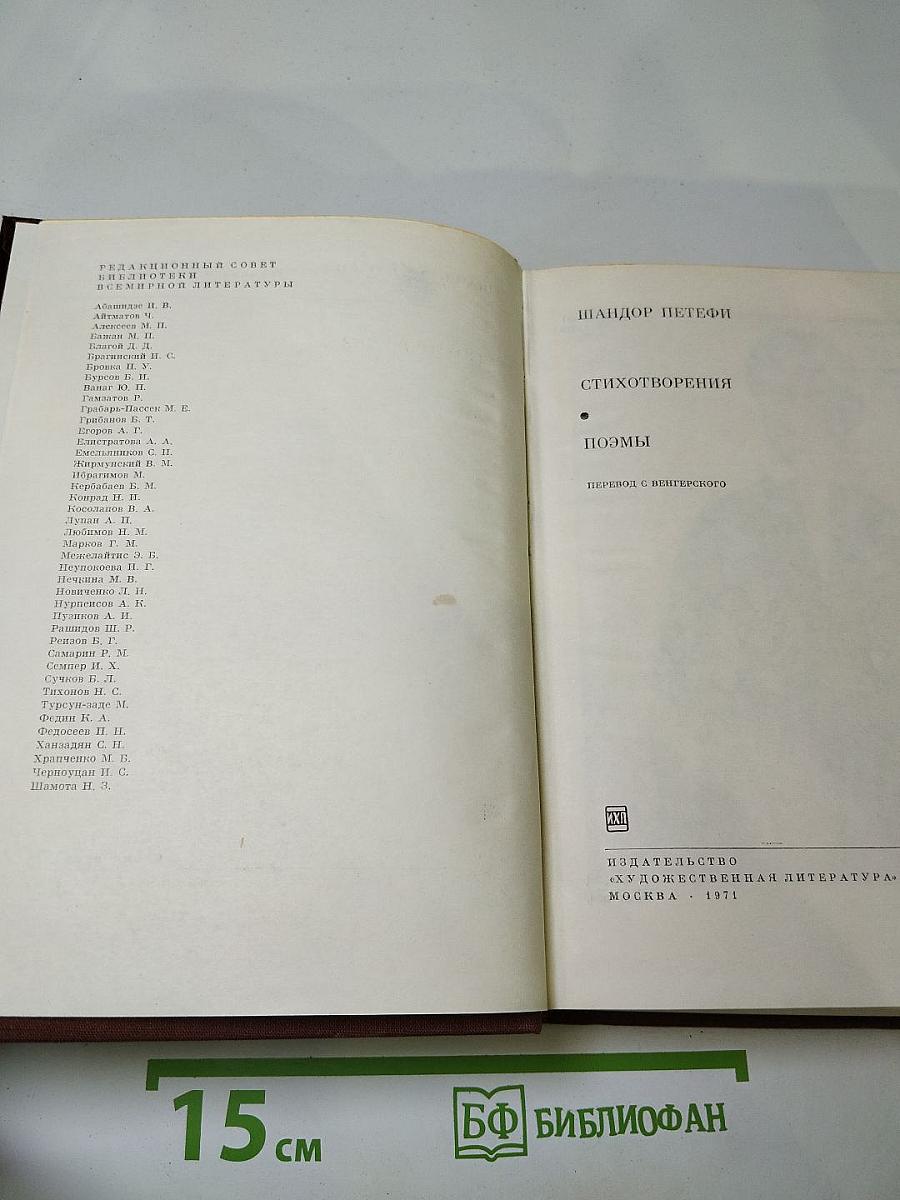 РЕДАКЦИОННЫЙ СОВЕТ
БИБЛИОТЕКИ
ВСЕМИРНОЙ ЛИТЕРАТУРЫ
Абашидзе И. В.
Айтматов Ч.
Алексеев М. П.
Бажан М. П.
Благой Д. Д.
Брагинский И. С.
Бровка П. У.
Бурсов Б. И.
Ванаг Ю. П.
Гамзатов Р.
Грабарь-Пассек М. Е.
Грибанов Б. Т.
Егоров А. Г.
Елистратова А. А.
Емельяников С. П.
Жирмунский В. М.
Ибрагимов М.
Кербабаев Б. М.
Конрад Н. И.
Косолапов В. А.
Лупан А. П.
Любимов Н. М.
Марков Г. М.
Межелайтис Э. Б.
Неупокоева И. Г.
Нечкина М. В.
Новиченко Л. Н.
Нурпеисов А. К.
Пузиков А. И.
Рашидов Ш. Р.
Реизов Б. Г.
Самарин Р. М.
Семпер И. Х.
Сучков Б. Л.
Тихонов Н. С.
Турсун-заде М.
Федин К. А.
Федосеев П. Н.
Ханзадян С. Н.
Храпченко М. Б.
Черноуцан И. С.
Шамота Н. З.
ШАНДОР ПЕТЕФИ
СТИХОТВОРЕНИЯ
•
ПОЭМЫ
ПЕРЕВОД С ВЕНГЕРСКОГО
ИХЛ
ИЗДАТЕЛЬСТВО
«ХУДОЖЕСТВЕННАЯ ЛИТЕРАТУРА»
МОСКВА · 1971
15 см
БФ БИБЛИОФАН